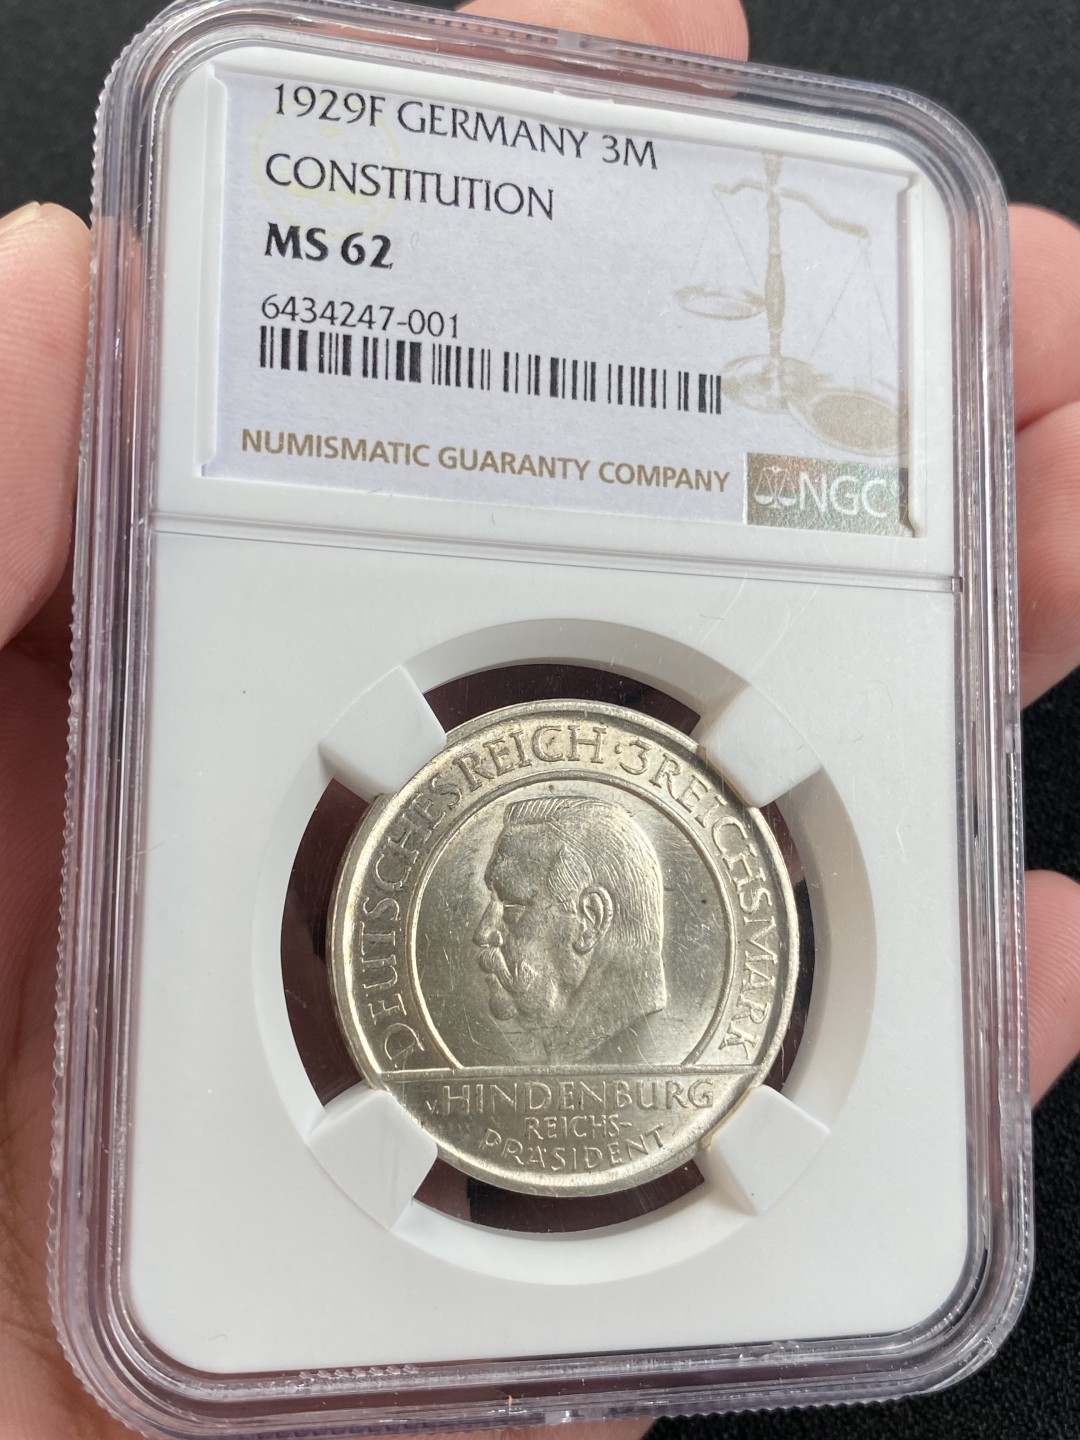 1929F GERMANY 3M
CONSTITUTION
MS 62
6434247-001
NUMISMATIC GUARANTY COMPANY
NGC
DEUTSCHES REICH · 3 REICHSMARK
v. HINDENBURG
REICHS-
PRÄSIDENT